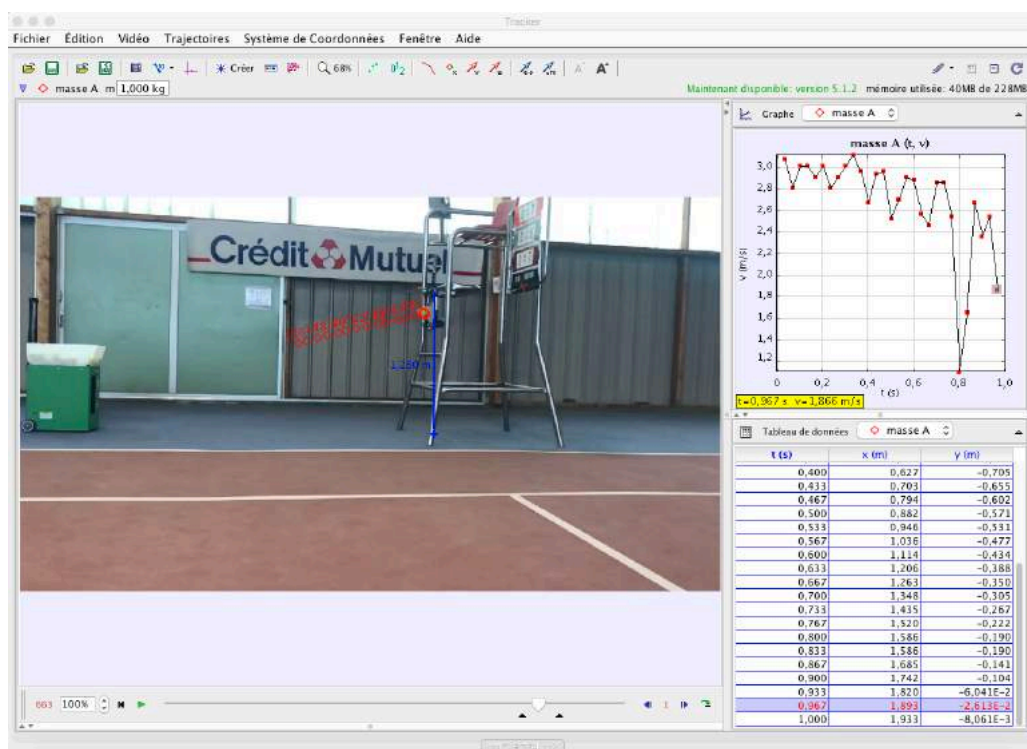 Tracker
Fichier Édition Vidéo Trajectoires Système de Coordonnées Fenêtre Aide
Créer 68%
masse A m 1,000 kg Maintenant disponible: version 5.1.2 mémoire utilisée: 40MB de 228MB
Graphe masse A
masse A (t, v)
3,0
2,8
2,6
2,4
2,2
2,0
1,8
1,6
1,4
1,2
v (m/s)
0 0,2 0,4 0,6 0,8 1,0
t (s)
t=0,967 s v=1,866 m/s
Crédit Mutuel
1,280 m
Tableau de données masse A
t (s) x (m) y (m)
0,400 0,627 -0,705
0,433 0,703 -0,655
0,467 0,794 -0,602
0,500 0,882 -0,571
0,533 0,946 -0,531
0,567 1,036 -0,477
0,600 1,114 -0,434
0,633 1,206 -0,388
0,667 1,263 -0,350
0,700 1,348 -0,305
0,733 1,435 -0,267
0,767 1,520 -0,222
0,800 1,586 -0,190
0,833 1,586 -0,190
0,867 1,685 -0,141
0,900 1,742 -0,104
0,933 1,820 -6,041E-2
0,967 1,893 -2,613E-2
1,000 1,933 -8,061E-3
663 100% 1